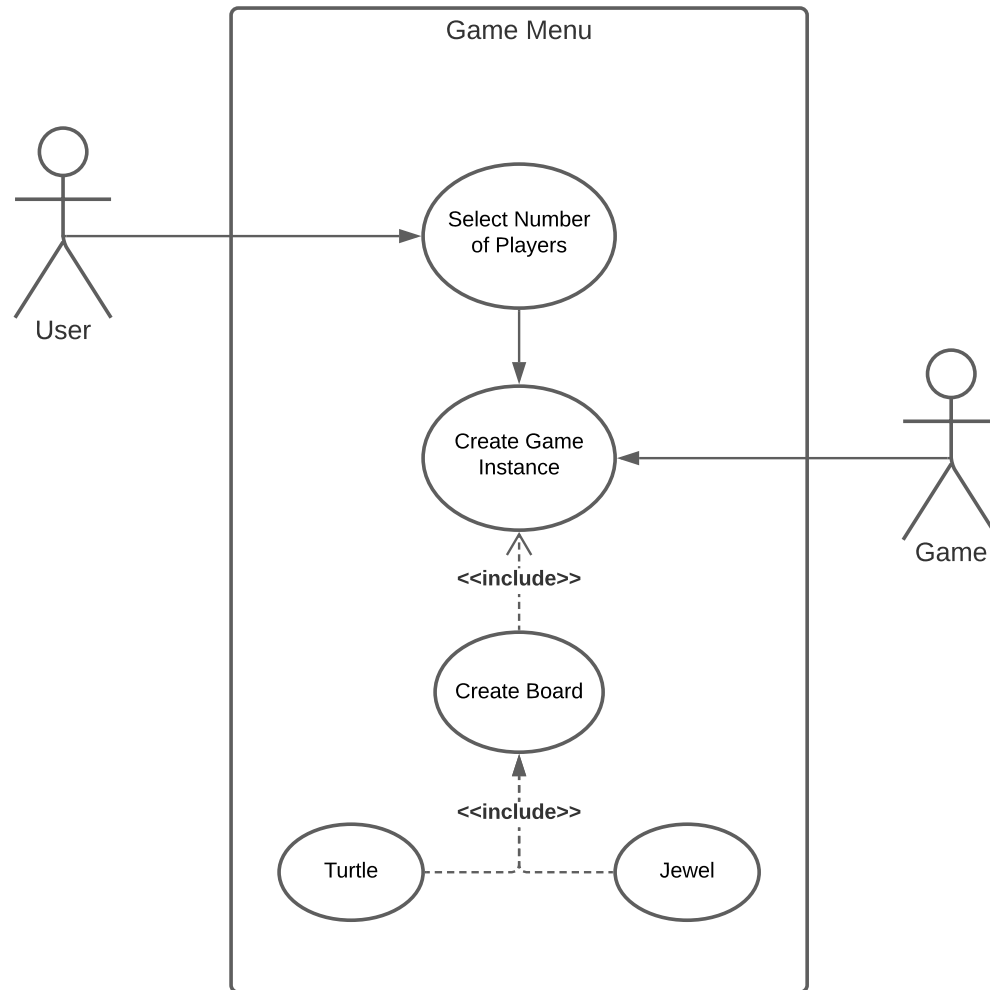 Game Menu
Select Number
of Players
User
Create Game
Instance
Game
<<include>>
Create Board
<<include>>
Turtle
Jewel